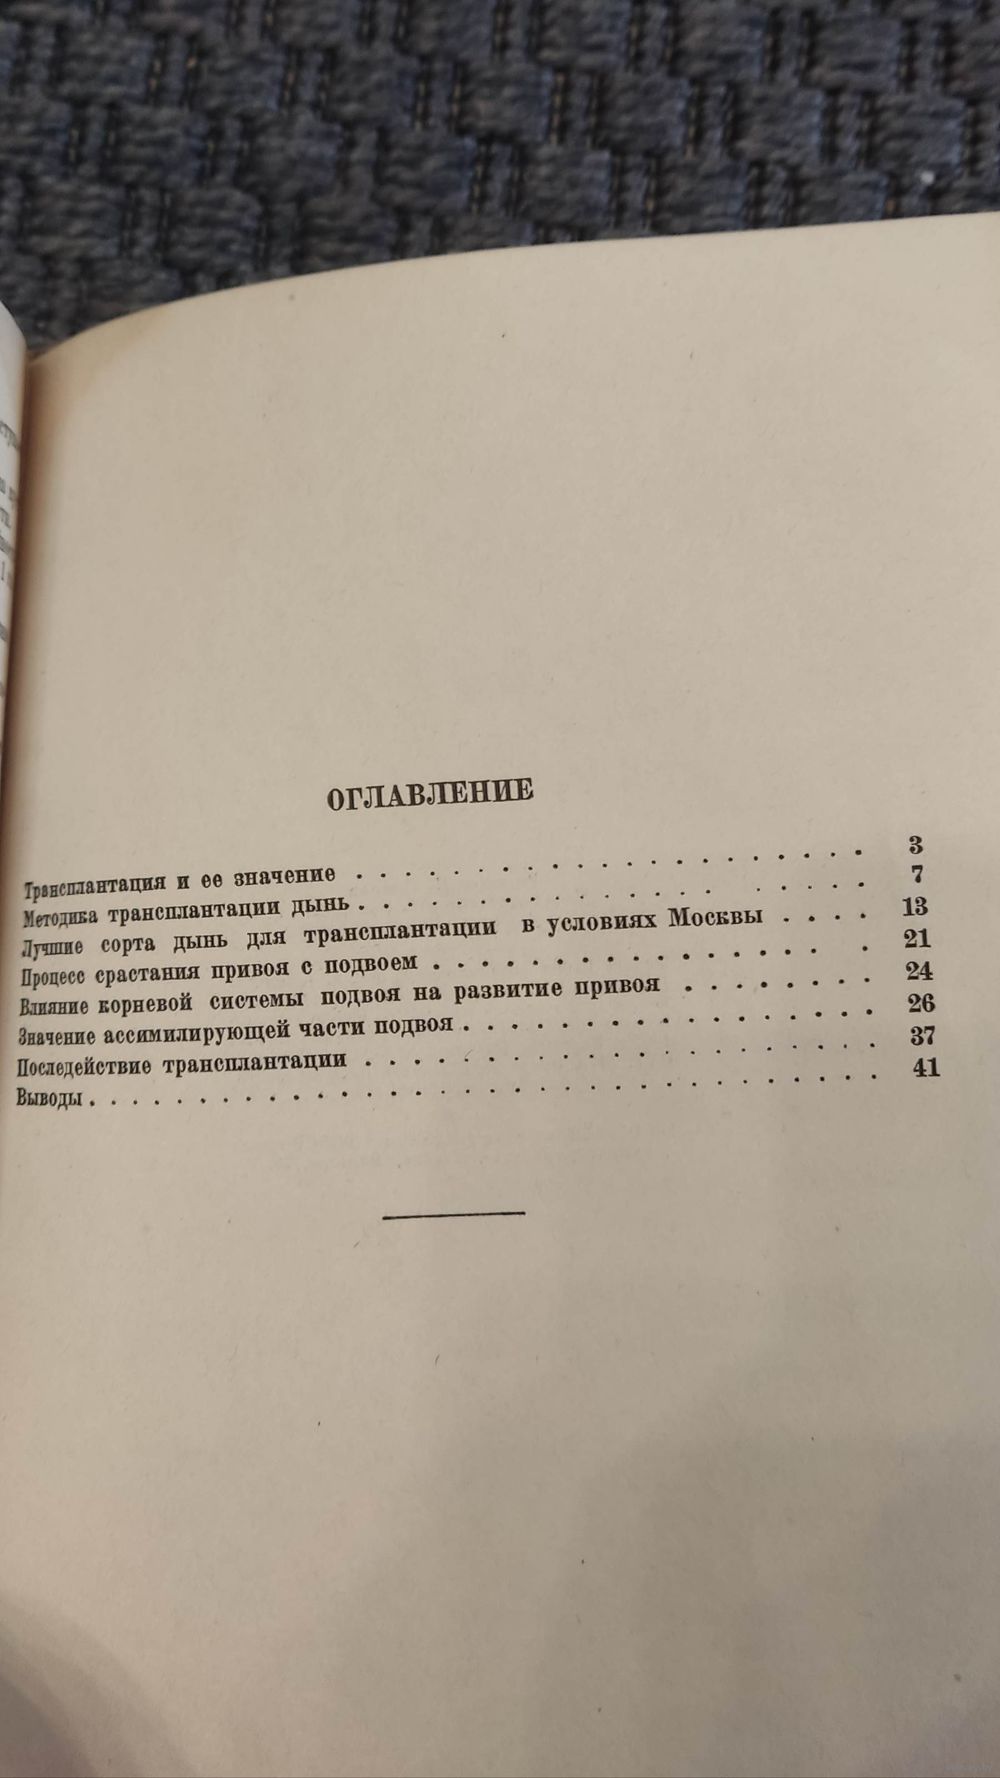 ОГЛАВЛЕНИЕ
Трансплантация и ее значение . . . . . . . . . . . . . . . . . . . . . 3
Методика трансплантации дынь . . . . . . . . . . . . . . . . . . . . 7
Лучшие сорта дынь для трансплантации в условиях Москвы . . . . 13
Процесс срастания привоя с подвоем . . . . . . . . . . . . . . . . . 21
Влияние корневой системы подвоя на развитие привоя . . . . . . . . 24
Значение ассимилирующей части подвоя . . . . . . . . . . . . . . . . . 26
Последействие трансплантации . . . . . . . . . . . . . . . . . . . . . 37
Выводы . . . . . . . . . . . . . . . . . . . . . . . . . . . . . . . . 41